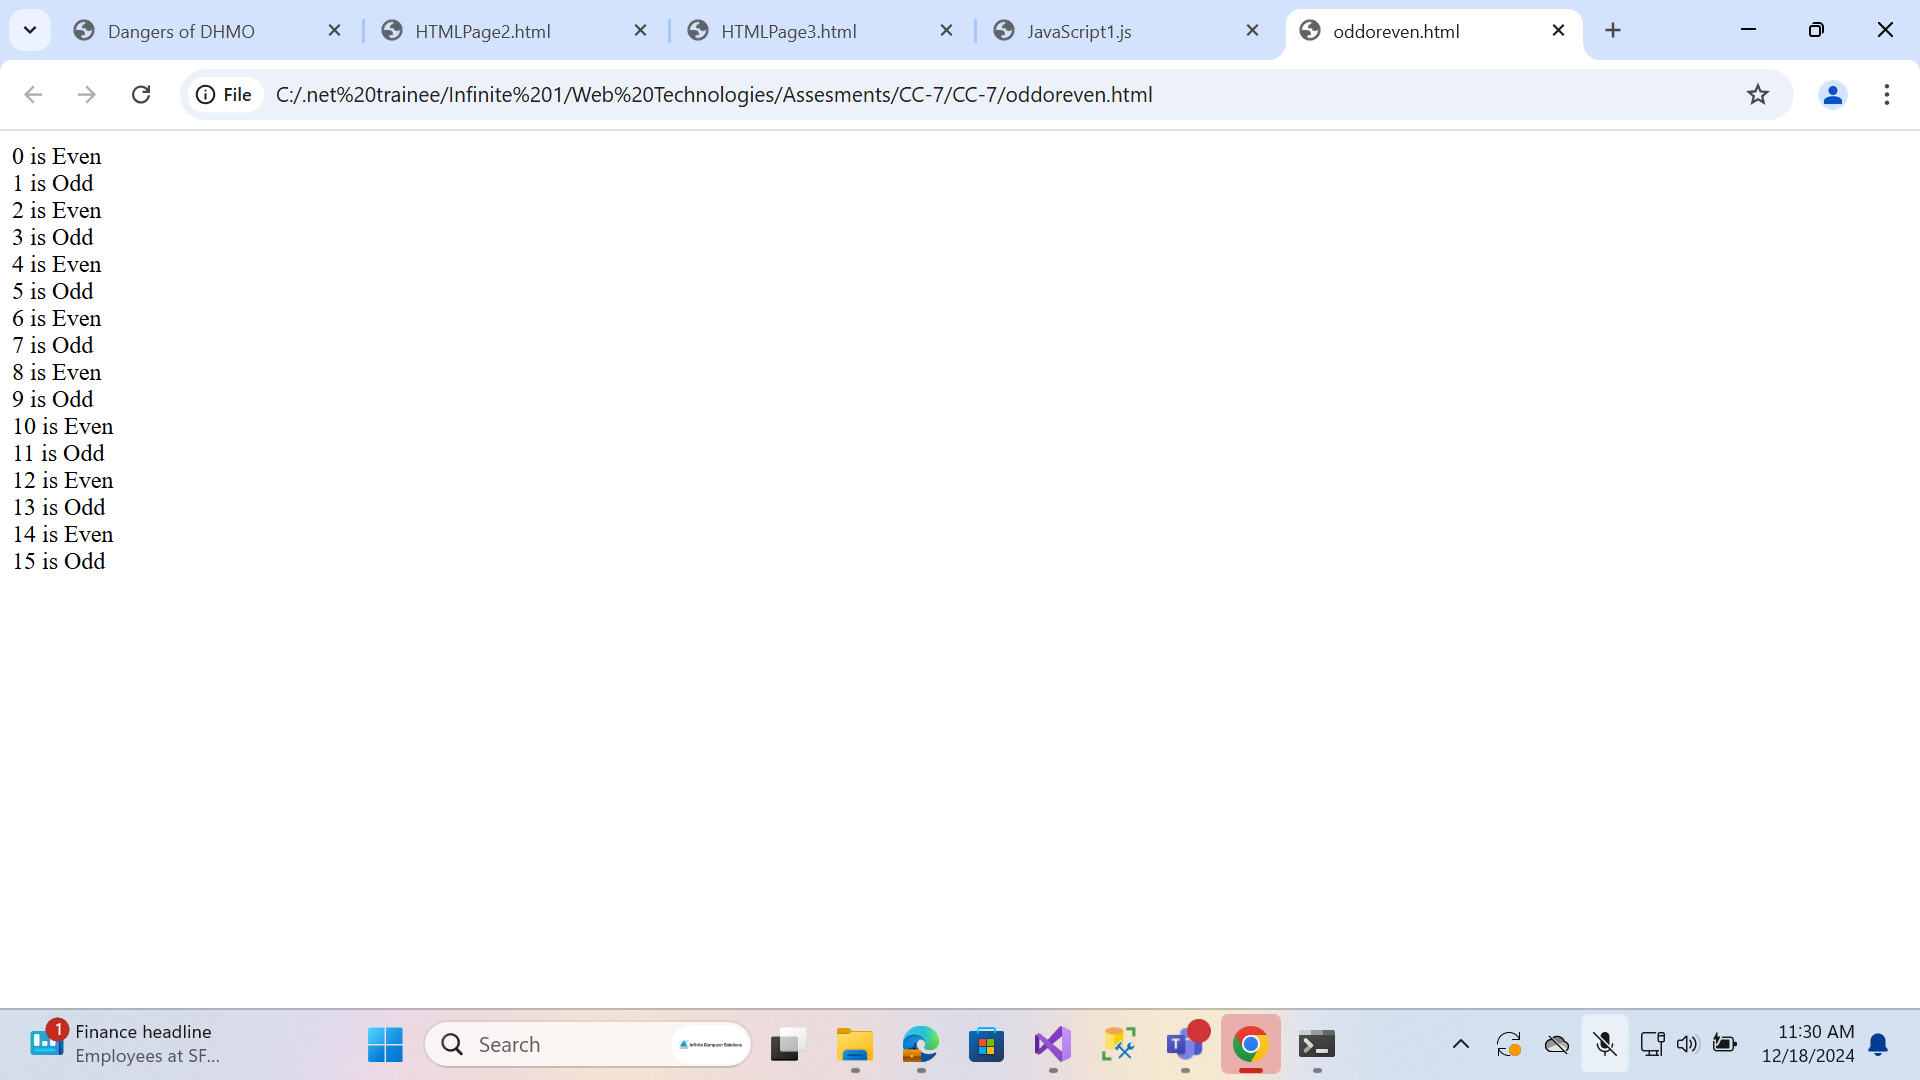 Dangers of DHMO
HTMLPage2.html
HTMLPage3.html
JavaScript1.js
oddoreven.html
File
C:/.net%20trainee/Infinite%201/Web%20Technologies/Assesments/CC-7/CC-7/oddoreven.html
0 is Even
1 is Odd
2 is Even
3 is Odd
4 is Even
5 is Odd
6 is Even
7 is Odd
8 is Even
9 is Odd
10 is Even
11 is Odd
12 is Even
13 is Odd
14 is Even
15 is Odd
1
Finance headline
Employees at SF...
Search
Infinite Computer Solutions
11:30 AM
12/18/2024